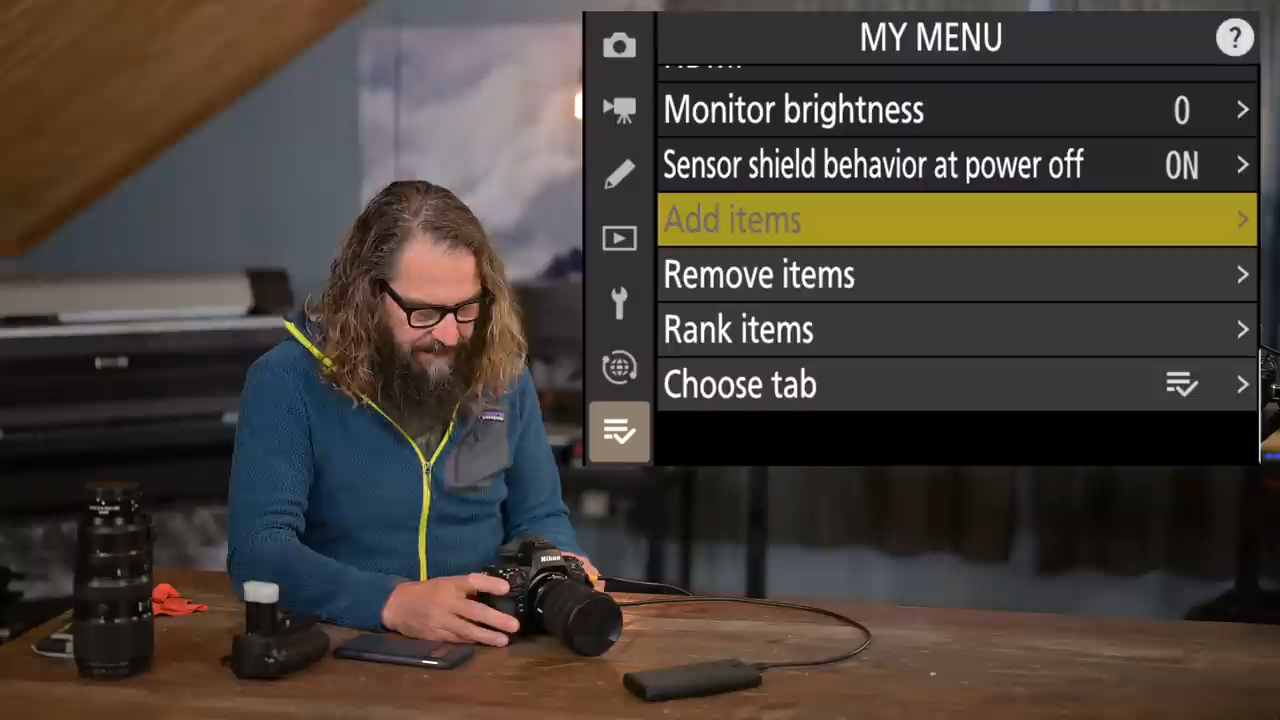 MY MENU
?
Monitor brightness 0 >
Sensor shield behavior at power off ON >
Add items >
Remove items >
Rank items >
Choose tab >
Nikon